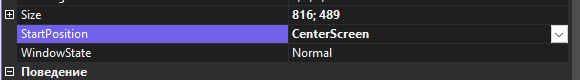 Size 816; 489
StartPosition CenterScreen
WindowState Normal
Поведение